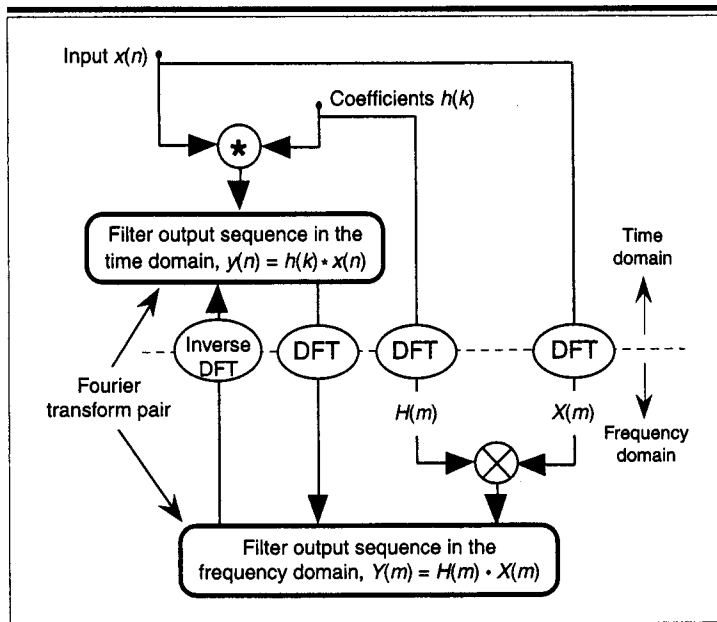 Input x(n)
Coefficients h(k)
*
Filter output sequence in the
time domain, y(n) = h(k) * x(n)
Time
domain
Inverse
DFT
DFT
DFT
DFT
Fourier
transform pair
H(m)
X(m)
Frequency
domain
Filter output sequence in the
frequency domain, Y(m) = H(m) · X(m)